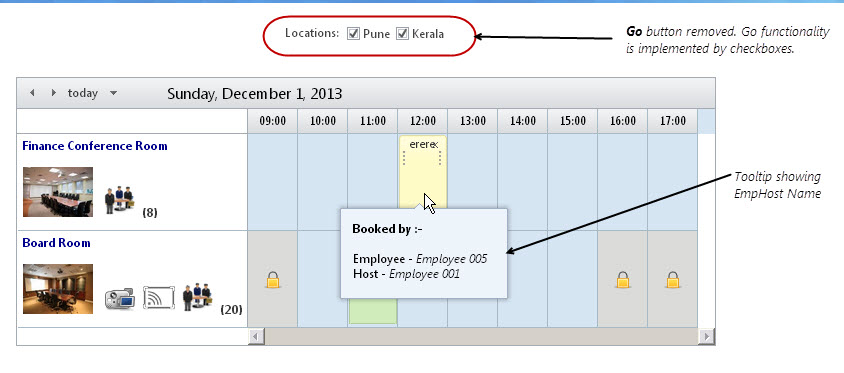 Locations: Pune Kerala
Go button removed. Go functionality
is implemented by checkboxes.
today Sunday, December 1, 2013
09:00 10:00 11:00 12:00 13:00 14:00 15:00 16:00 17:00
Finance Conference Room
ererex
(8)
Tooltip showing
EmpHost Name
Booked by :-
Employee - Employee 005
Host - Employee 001
Board Room
(20)